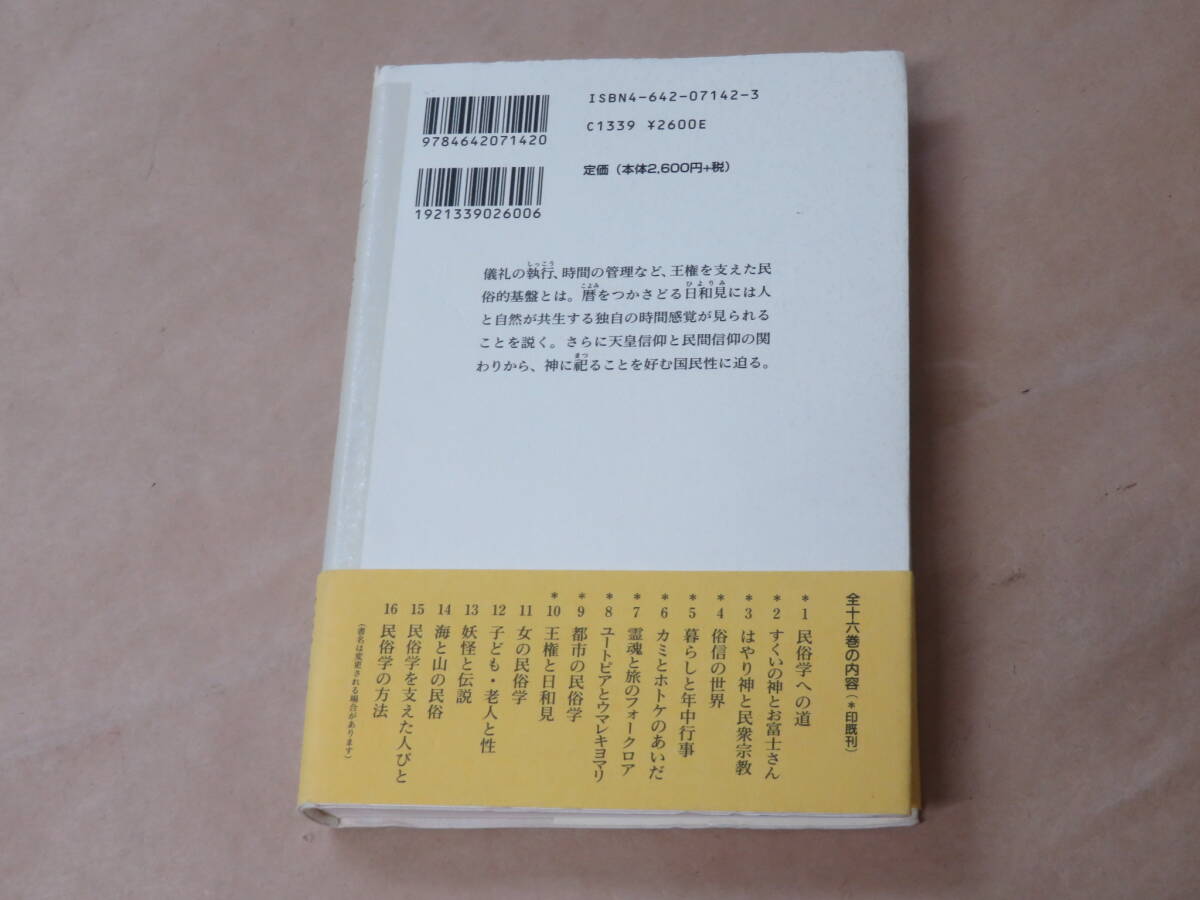 ISBN4-642-07142-3
9784642071420
C1339 ¥2600E
定価（本体2,600円+税）
1921339026006
儀礼の執行、時間の管理など、王権を支えた民
俗的基盤とは。暦をつかさどる日和見には人
と自然が共生する独自の時間感覚が見られる
ことを説く。さらに天皇信仰と民間信仰の関
わりから、神に祀ることを好む国民性に迫る。
しっこう
こよみ
ひよりみ
まつ
全十六巻の内容（＊印既刊）
＊1 民俗学への道
＊2 すくいの神とお富士さん
＊3 はやり神と民衆宗教
＊4 俗信の世界
＊5 暮らしと年中行事
＊6 カミとホトケのあいだ
＊7 霊魂と旅のフォークロア
＊8 ユートピアとウマレキヨマリ
＊9 都市の民俗学
＊10 王権と日和見
11 女の民俗学
12 子ども・老人と性
13 妖怪と伝説
14 海と山の民俗
15 民俗学を支えた人びと
16 民俗学の方法
（書名は変更される場合があります）